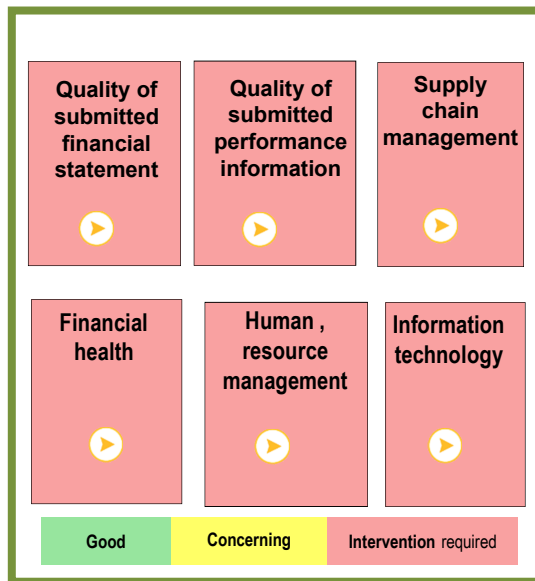 Quality of
submitted
financial
statement
Quality of
submitted
performance
information
Supply
chain
management
Financial
health
Human ,
resource
management
Information
technology
Good
Concerning
Intervention required